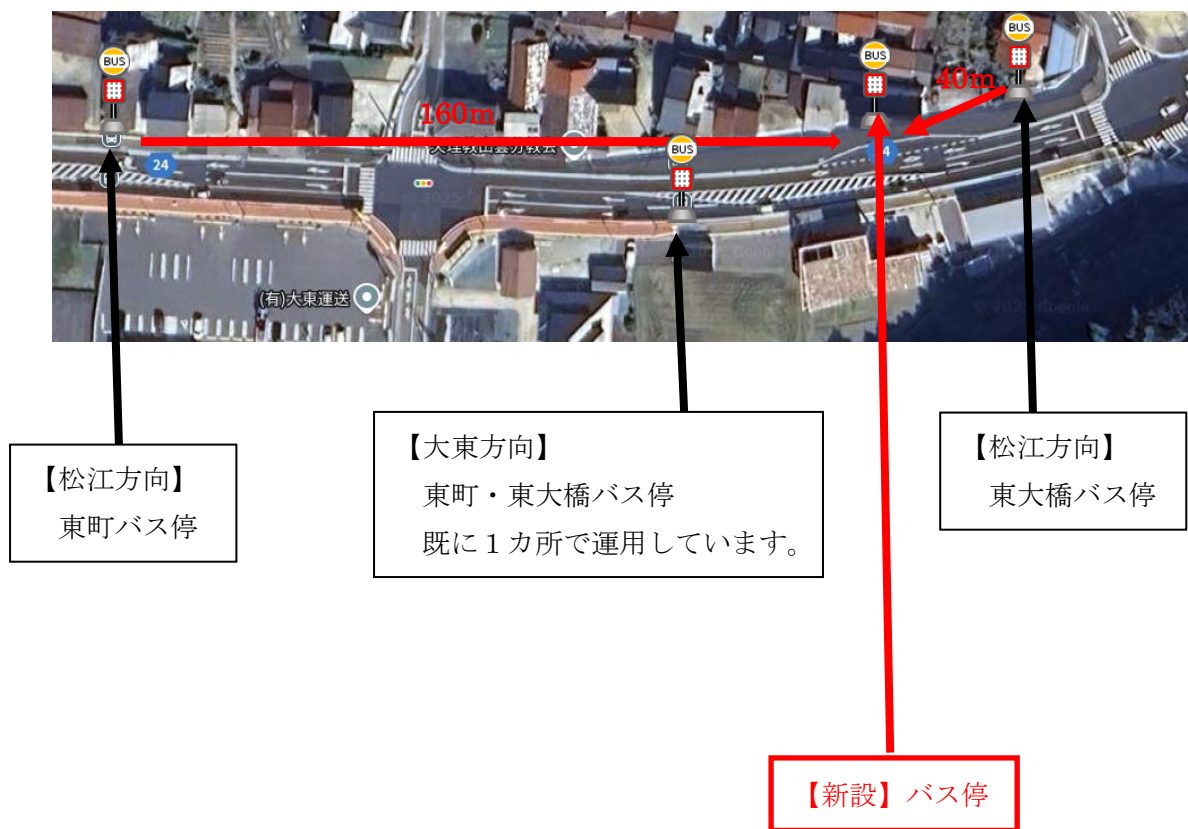 BUS
BUS
BUS
BUS
160m
40m
24
(有)大東運送
【松江方向】
東町バス停
【大東方向】
東町・東大橋バス停
既に１カ所で運用しています。
【松江方向】
東大橋バス停
【新設】バス停